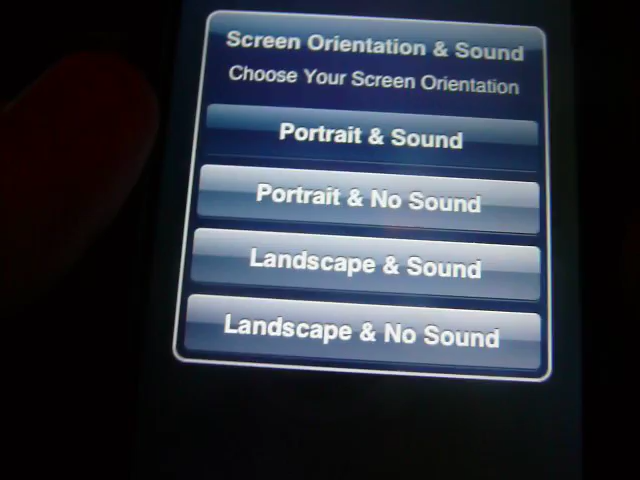 Screen Orientation & Sound
Choose Your Screen Orientation
Portrait & Sound
Portrait & No Sound
Landscape & Sound
Landscape & No Sound